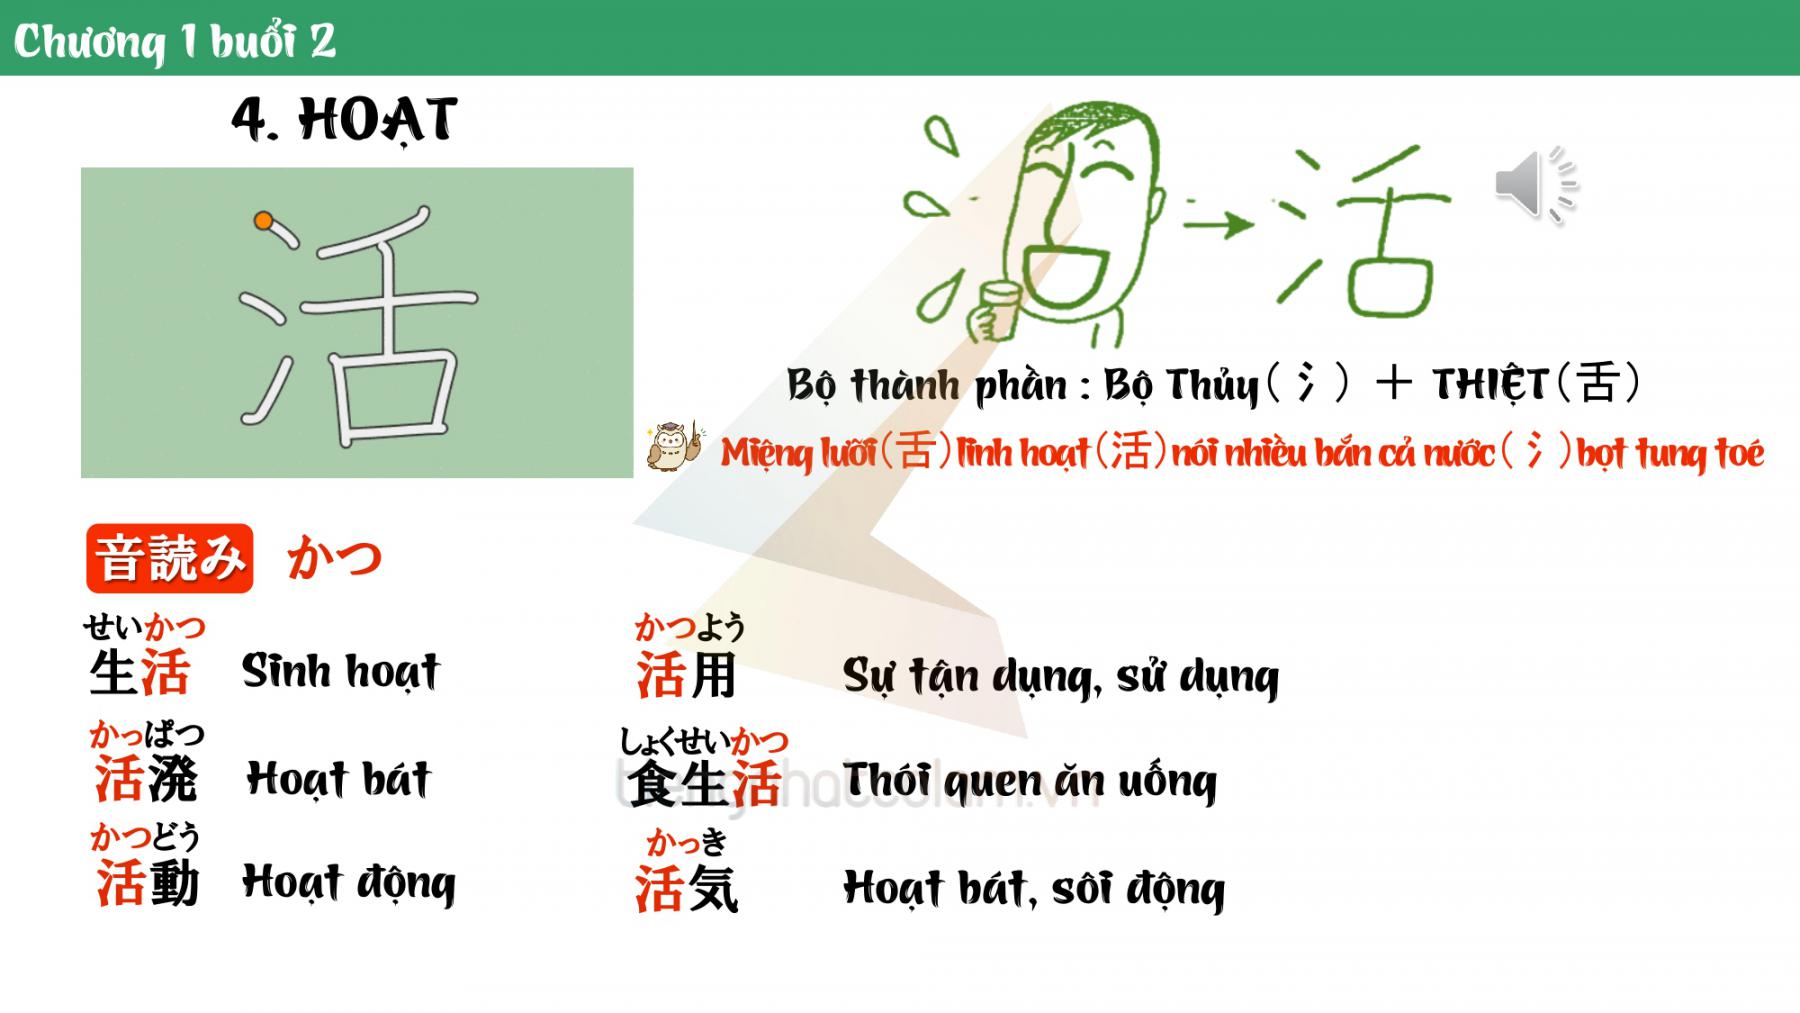 Chương 1 buổi 2
4. HOẠT
活
活
Bộ thành phần : Bộ Thủy(氵) + THIỆT(舌)
Miệng lưỡi(舌)linh hoạt(活)nói nhiều bắn cả nước(氵)bọt tung toé
音読み かつ
せいかつ
生活 Sinh hoạt
かっぱつ
活溌 Hoạt bát
かつどう
活動 Hoạt động
かつよう
活用 Sự tận dụng, sử dụng
しょくせいかつ
食生活 Thói quen ăn uống
かっき
活気 Hoạt bát, sôi động